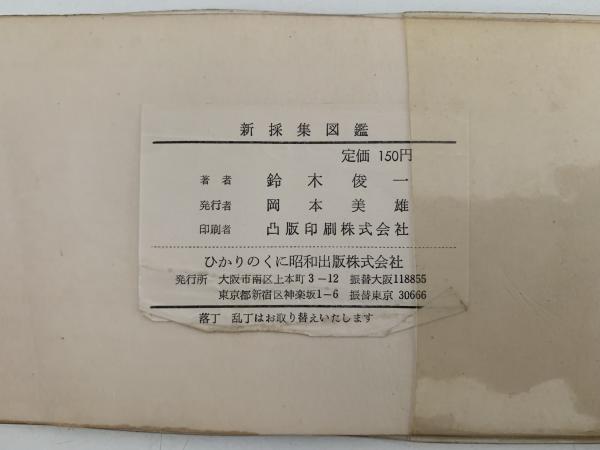 新採集図鑑
定価 150円
著者 鈴木俊一
発行者 岡本美雄
印刷者 凸版印刷株式会社
ひかりのくに昭和出版株式会社
発行所 大阪市南区上本町3-12 振替大阪118855
東京都新宿区神楽坂1-6 振替東京 30666
落丁 乱丁はお取り替えいたします